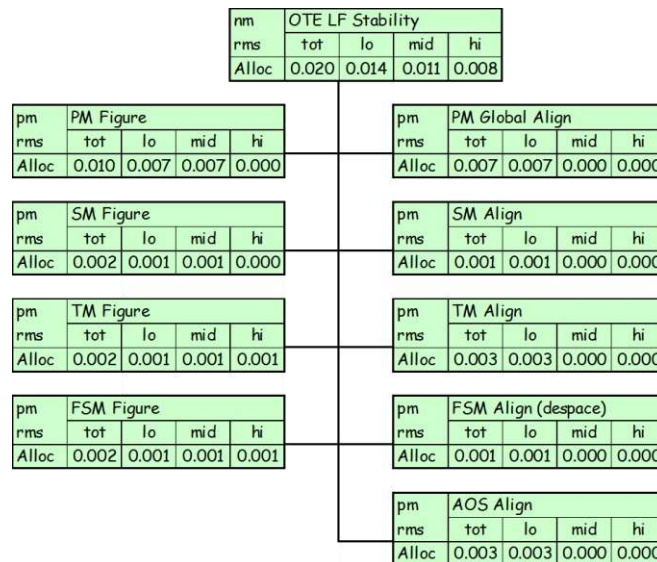 nm OTE LF Stability
rms tot lo mid hi
Alloc 0.020 0.014 0.011 0.008
pm PM Figure
rms tot lo mid hi
Alloc 0.010 0.007 0.007 0.000
pm PM Global Align
rms tot lo mid hi
Alloc 0.007 0.007 0.000 0.000
pm SM Figure
rms tot lo mid hi
Alloc 0.002 0.001 0.001 0.000
pm SM Align
rms tot lo mid hi
Alloc 0.001 0.001 0.000 0.000
pm TM Figure
rms tot lo mid hi
Alloc 0.002 0.001 0.001 0.001
pm TM Align
rms tot lo mid hi
Alloc 0.003 0.003 0.000 0.000
pm FSM Figure
rms tot lo mid hi
Alloc 0.002 0.001 0.001 0.001
pm FSM Align (despace)
rms tot lo mid hi
Alloc 0.001 0.001 0.000 0.000
pm AOS Align
rms tot lo mid hi
Alloc 0.003 0.003 0.000 0.000